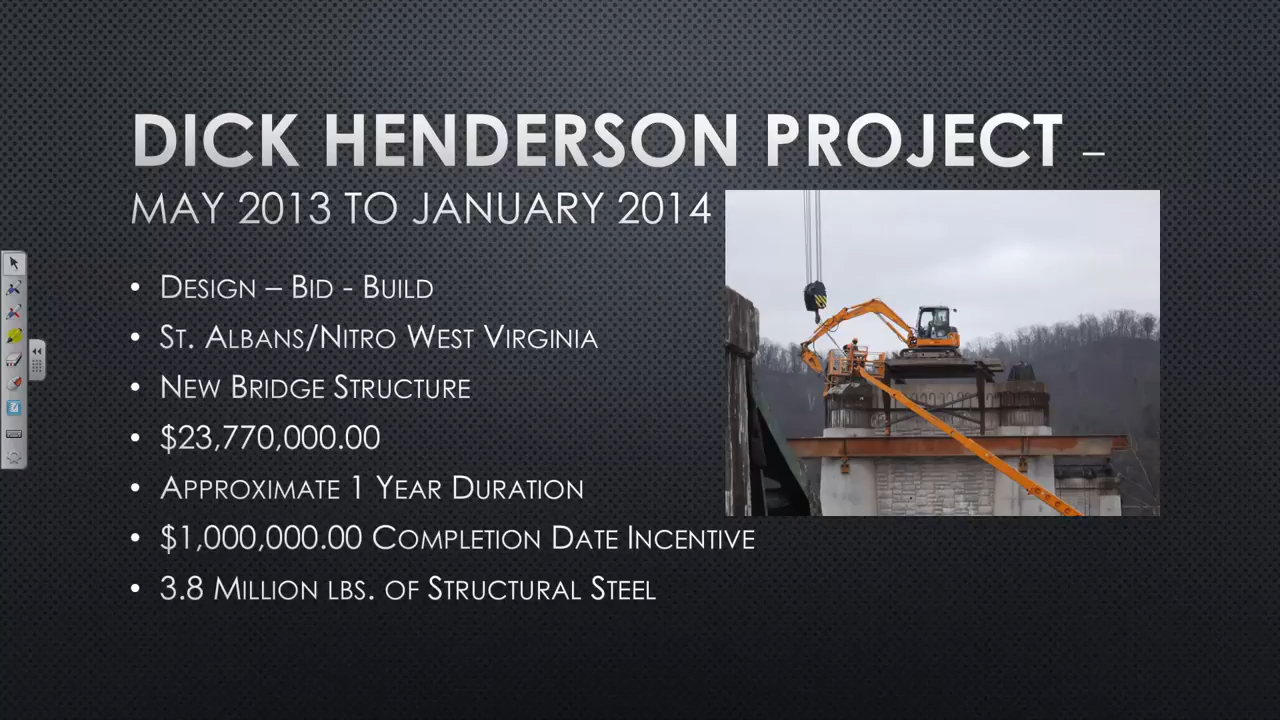 DICK HENDERSON PROJECT –
MAY 2013 TO JANUARY 2014
• DESIGN – BID - BUILD
• ST. ALBANS/NITRO WEST VIRGINIA
• NEW BRIDGE STRUCTURE
• $23,770,000.00
• APPROXIMATE 1 YEAR DURATION
• $1,000,000.00 COMPLETION DATE INCENTIVE
• 3.8 MILLION LBS. OF STRUCTURAL STEEL